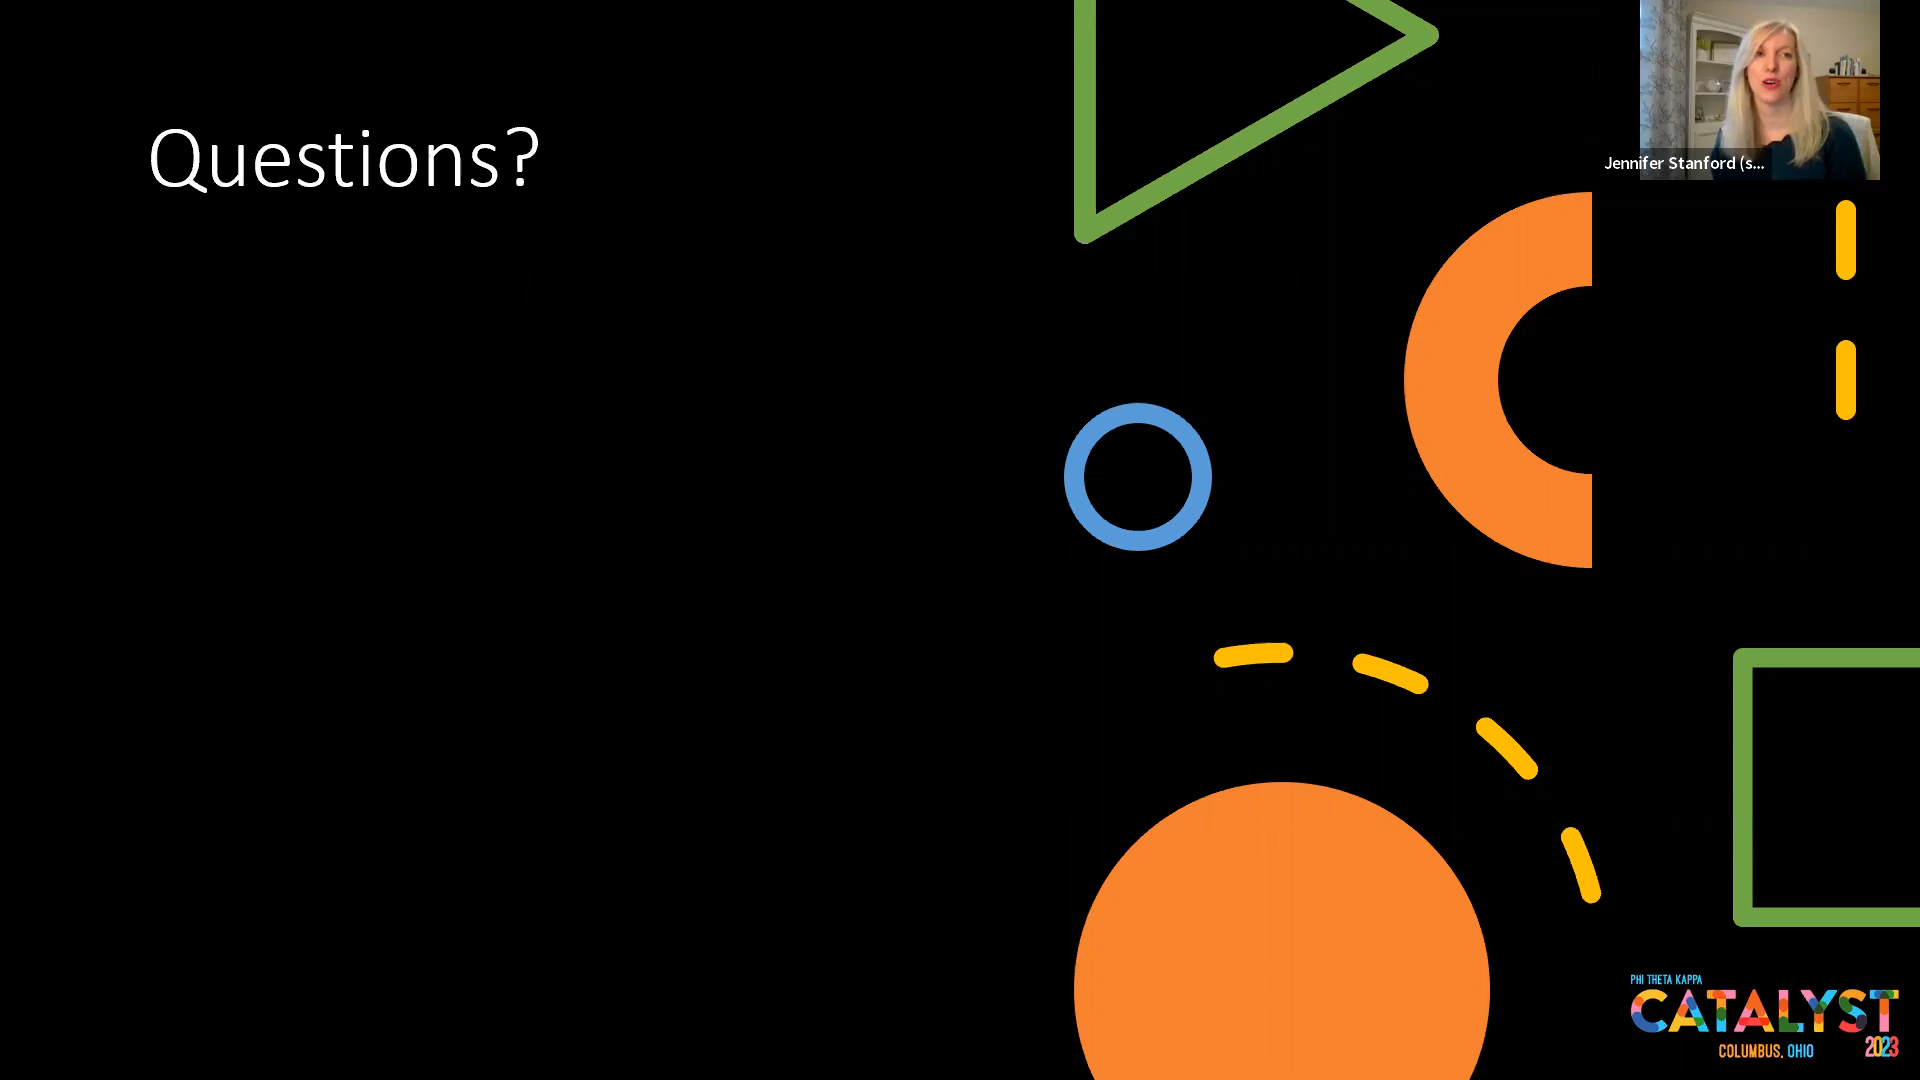 Questions?
Jennifer Stanford (s...
PHI THETA KAPPA
CATALYST
COLUMBUS, OHIO
2023